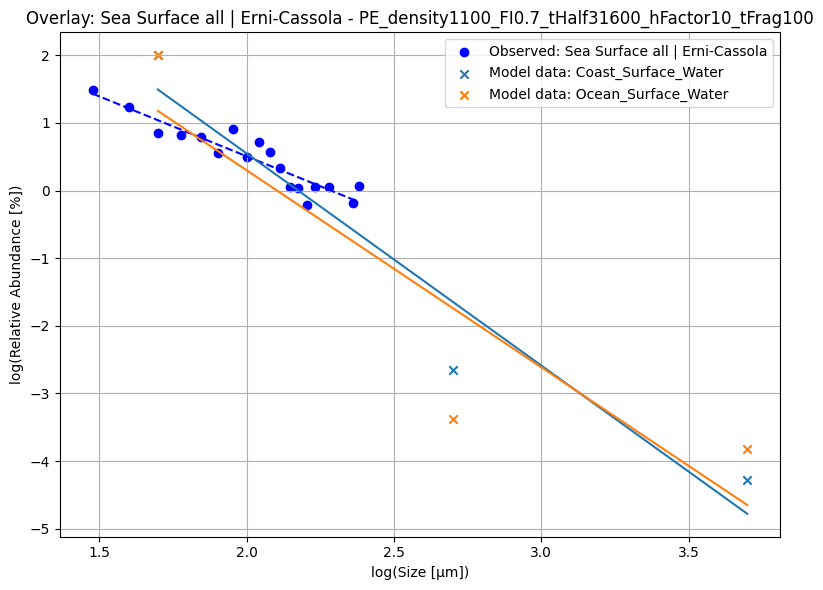 Overlay: Sea Surface all | Erni-Cassola - PE_density1100_FI0.7_tHalf31600_hFactor10_tFrag100
Observed: Sea Surface all | Erni-Cassola
Model data: Coast_Surface_Water
Model data: Ocean_Surface_Water
log(Relative Abundance [%])
2
1
0
−1
−2
−3
−4
−5
1.5 2.0 2.5 3.0 3.5
log(Size [µm])